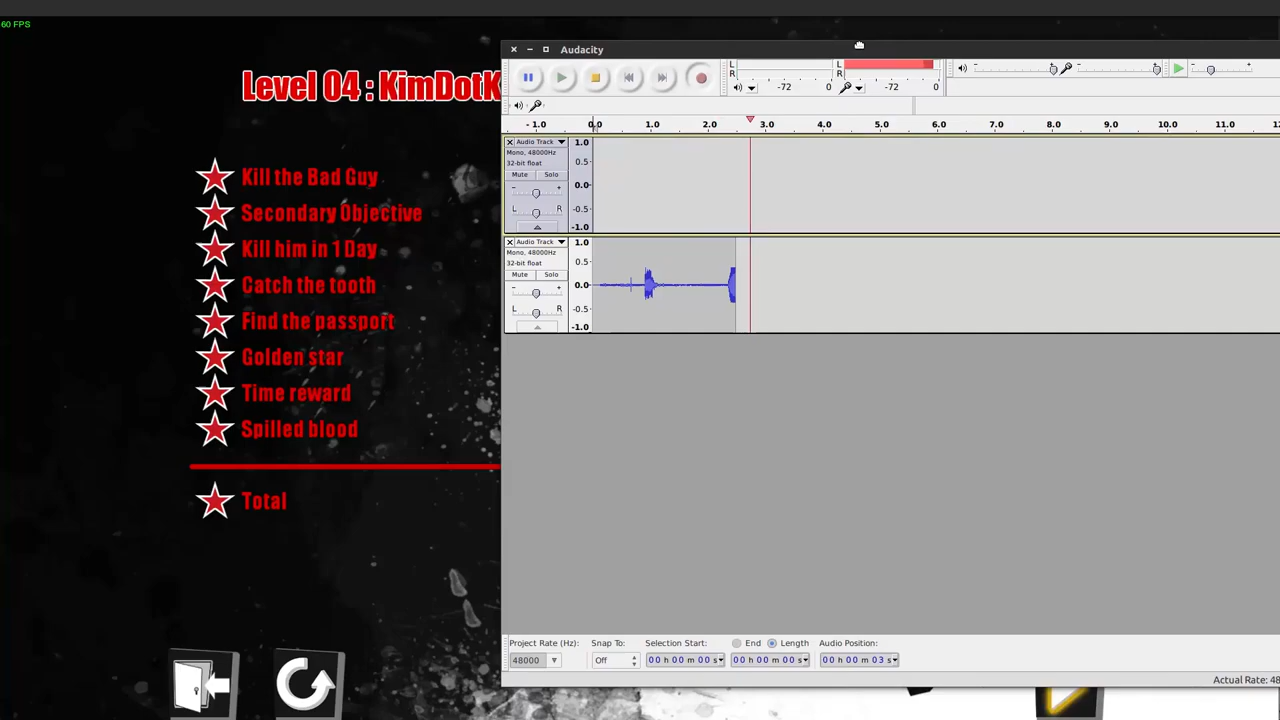 60 FPS
Level 04 : KimDotK
Kill the Bad Guy
Secondary Objective
Kill him in 1 Day
Catch the tooth
Find the passport
Golden star
Time reward
Spilled blood
Total
Audacity
L
R
-72 0
L
R
-72 0
- 1.0 0.0 1.0 2.0 3.0 4.0 5.0 6.0 7.0 8.0 9.0 10.0 11.0 12
Audio Track
Mono, 48000Hz
32-bit float
Mute Solo
- +
L R
1.0
0.5
0.0
-0.5
-1.0
Audio Track
Mono, 48000Hz
32-bit float
Mute Solo
- +
L R
1.0
0.5
0.0
-0.5
-1.0
Project Rate (Hz): Snap To: Selection Start: End Length Audio Position:
48000 Off 00 h 00 m 00 s 00 h 00 m 00 s 00 h 00 m 03 s
Actual Rate: 48